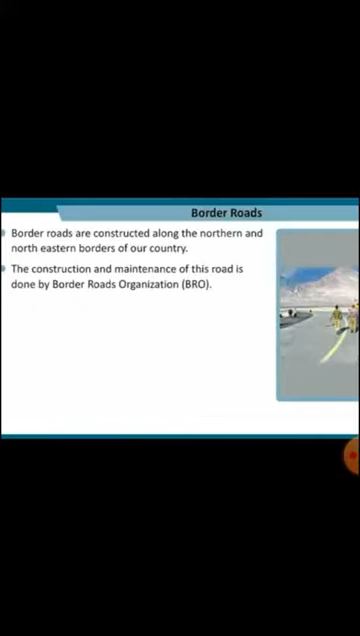 Border Roads
Border roads are constructed along the northern and
north eastern borders of our country.
The construction and maintenance of this road is
done by Border Roads Organization (BRO).